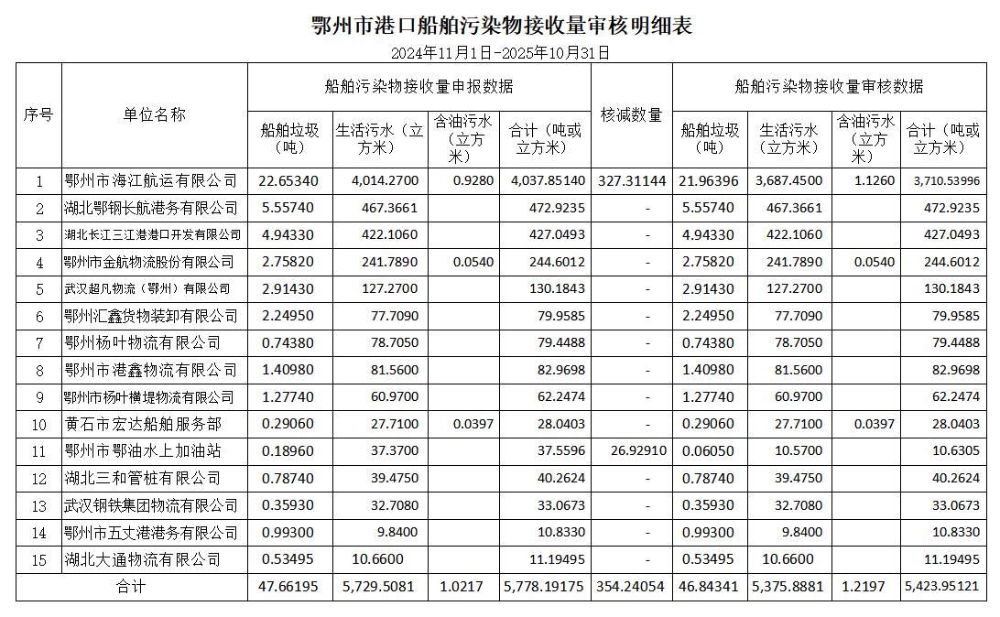 鄂州市港口船舶污染物接收量审核明细表
2024年11月1日-2025年10月31日
序号 单位名称 船舶污染物接收量申报数据 核减数量 船舶污染物接收量审核数据
船舶垃圾（吨） 生活污水（立方米） 含油污水（立方米） 合计（吨或立方米） 船舶垃圾（吨） 生活污水（立方米） 含油污水（立方米） 合计（吨或立方米）
1 鄂州市海江航运有限公司 22.65340 4,014.2700 0.9280 4,037.85140 327.31144 21.96396 3,687.4500 1.1260 3,710.53996
2 湖北鄂钢长航港务有限公司 5.55740 467.3661 472.9235 - 5.55740 467.3661 472.9235
3 湖北长江三江港港口开发有限公司 4.94330 422.1060 427.0493 - 4.94330 422.1060 427.0493
4 鄂州市金航物流股份有限公司 2.75820 241.7890 0.0540 244.6012 - 2.75820 241.7890 0.0540 244.6012
5 武汉超凡物流（鄂州）有限公司 2.91430 127.2700 130.1843 - 2.91430 127.2700 130.1843
6 鄂州汇鑫货物装卸有限公司 2.24950 77.7090 79.9585 - 2.24950 77.7090 79.9585
7 鄂州杨叶物流有限公司 0.74380 78.7050 79.4488 - 0.74380 78.7050 79.4488
8 鄂州市港鑫物流有限公司 1.40980 81.5600 82.9698 - 1.40980 81.5600 82.9698
9 鄂州市杨叶横堤物流有限公司 1.27740 60.9700 62.2474 - 1.27740 60.9700 62.2474
10 黄石市宏达船舶服务部 0.29060 27.7100 0.0397 28.0403 - 0.29060 27.7100 0.0397 28.0403
11 鄂州市鄂油水上加油站 0.18960 37.3700 37.5596 26.92910 0.06050 10.5700 10.6305
12 湖北三和管桩有限公司 0.78740 39.4750 40.2624 - 0.78740 39.4750 40.2624
13 武汉钢铁集团物流有限公司 0.35930 32.7080 33.0673 - 0.35930 32.7080 33.0673
14 鄂州市五丈港港务有限公司 0.99300 9.8400 10.8330 - 0.99300 9.8400 10.8330
15 湖北大通物流有限公司 0.53495 10.6600 11.19495 - 0.53495 10.6600 11.19495
合计 47.66195 5,729.5081 1.0217 5,778.19175 354.24054 46.84341 5,375.8881 1.2197 5,423.95121